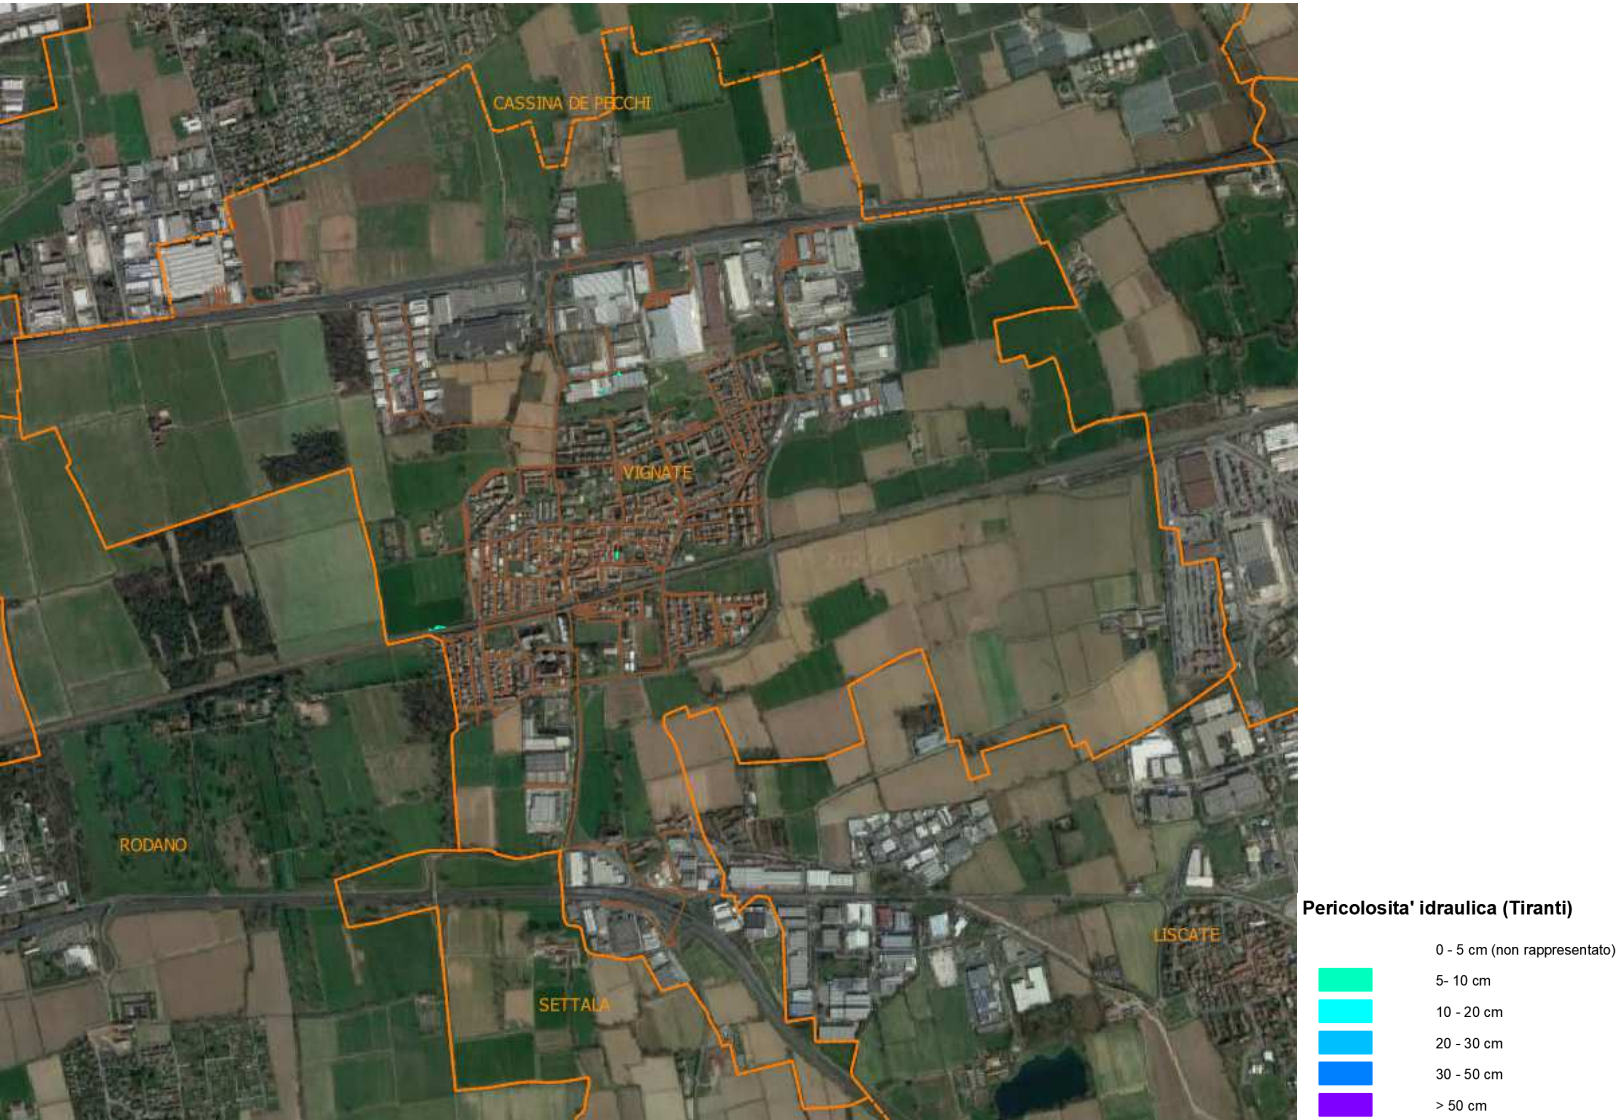 CASSINA DE PECCHI
VIGNATE
RODANO
LISCATE
SETTALA
Pericolosita' idraulica (Tiranti)
0 - 5 cm (non rappresentato)
5- 10 cm
10 - 20 cm
20 - 30 cm
30 - 50 cm
> 50 cm